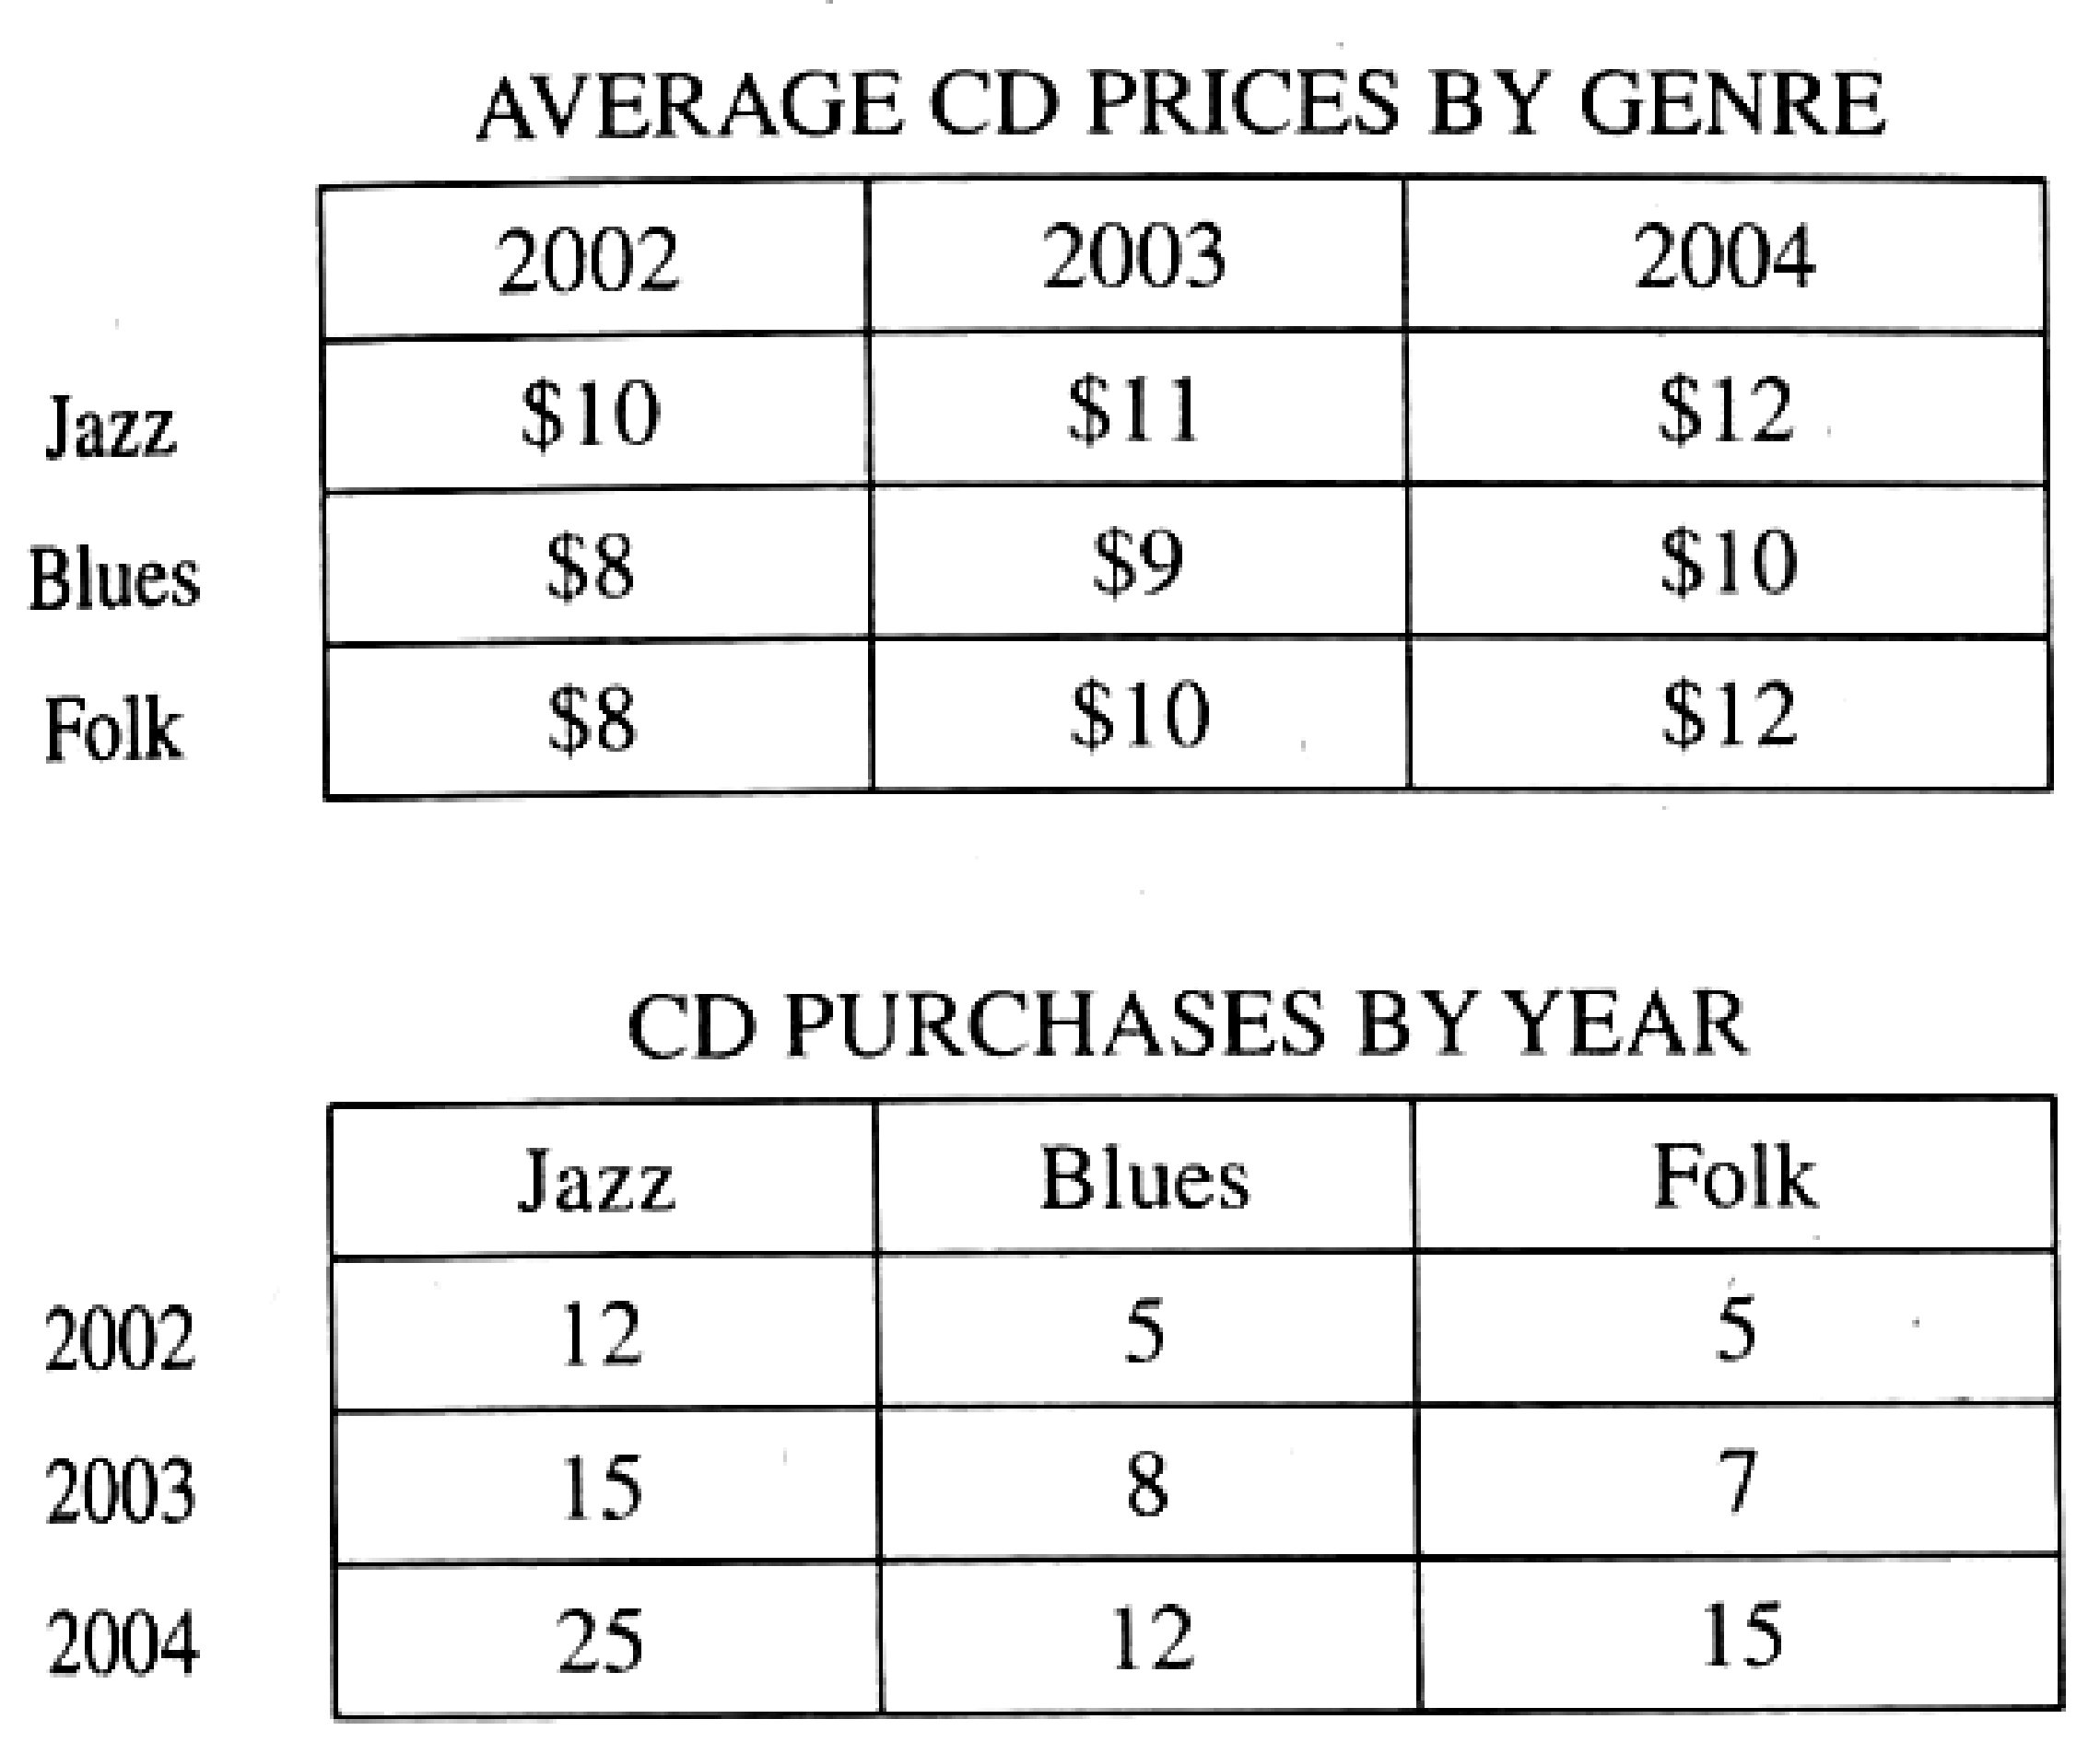 AVERAGE CD PRICES BY GENRE
2002 2003 2004
Jazz $10 $11 $12
Blues $8 $9 $10
Folk $8 $10 $12
CD PURCHASES BY YEAR
Jazz Blues Folk
2002 12 5 5
2003 15 8 7
2004 25 12 15